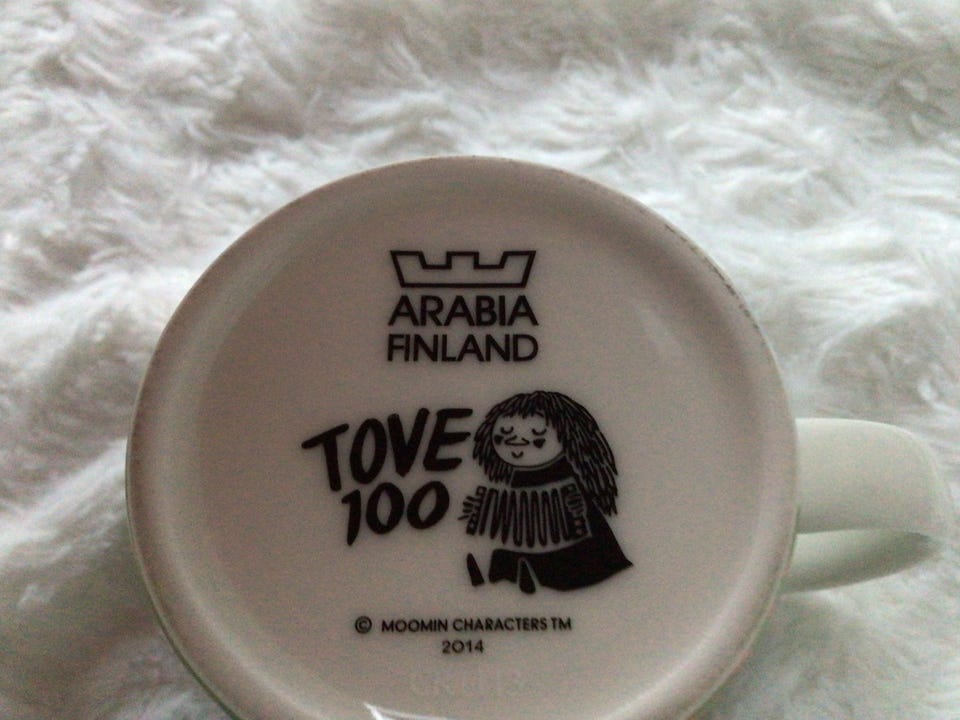 ARABIA
FINLAND
TOVE
100
© MOOMIN CHARACTERS TM
2014